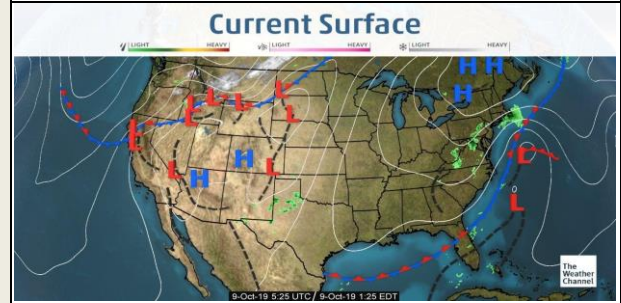 Current Surface
LIGHT HEAVY LIGHT HEAVY LIGHT HEAVY
H H
H
L
L L
L
L
L
L
L
L
H
H
L
L
L
0
L
The
Weather
Channel
9-Oct-19 5:25 UTC / 9-Oct-19 1:25 EDT